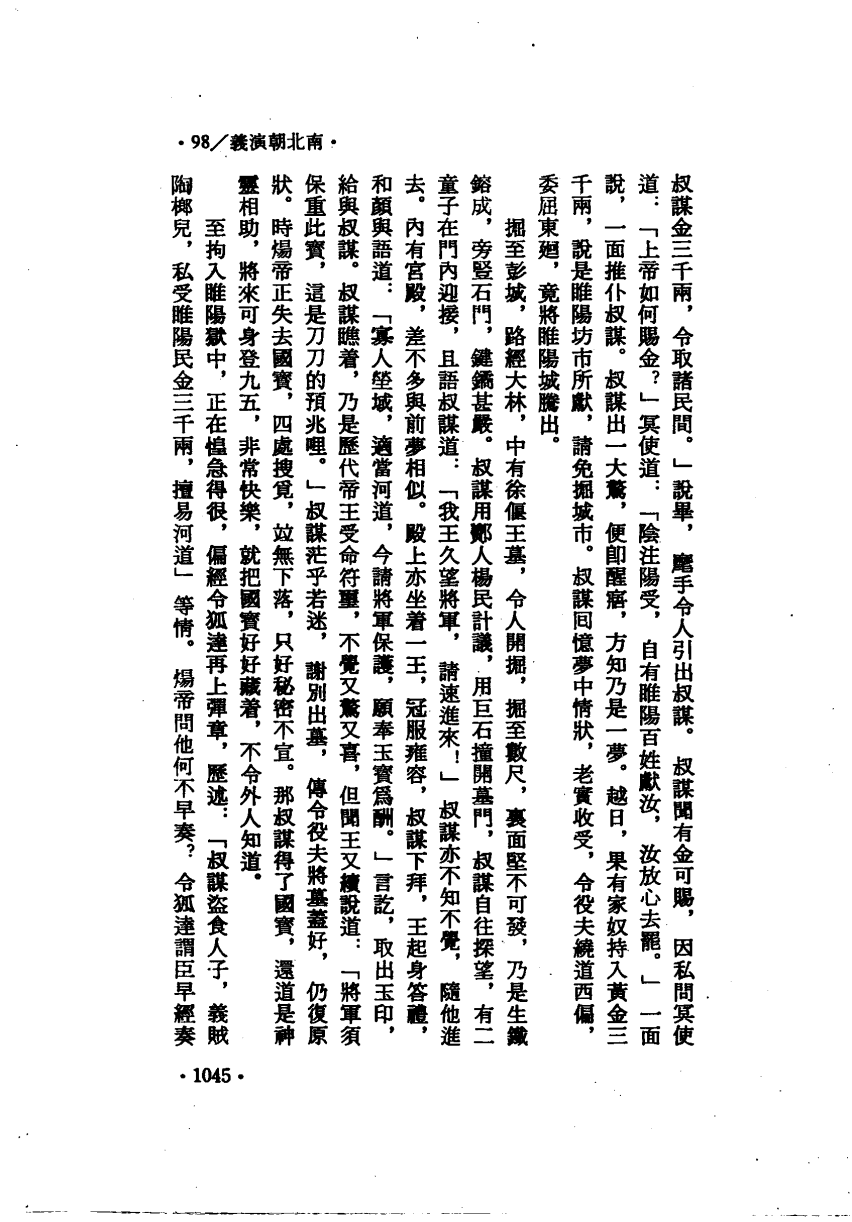 ·南北朝演義／98·
叔謀金三千兩，令取諸民間。」說畢，麾手令人引出叔謀。叔謀聞有金可賜，因私問冥使
道：「上帝如何賜金？」冥使道：「陰注陽受，自有睢陽百姓獻汝，汝放心去罷。」一面
說，一面推仆叔謀。叔謀出一大驚，便卽醒寤，方知乃是一夢。越日，果有家奴持入黃金三
千兩，說是睢陽坊市所獻，請免掘城市。叔謀回憶夢中情狀，老實收受，令役夫繞道西偏，
委屈東廻，竟將睢陽城騰出。
掘至彭城，路經大林，中有徐偃王墓，令人開掘，掘至數尺，裏面堅不可發，乃是生鐵
鎔成，旁豎石門，鍵鐍甚嚴。叔謀用酇人楊民計議，用巨石撞開墓門，叔謀自往探望，有二
童子在門內迎接，且語叔謀道：「我王久望將軍，請速進來！」叔謀亦不知不覺，隨他進
去。內有宮殿，差不多與前夢相似。殿上亦坐着一王，冠服雍容，叔謀下拜，王起身答禮，
和顏與語道：「寡人塋域，適當河道，今請將軍保護，願奉玉寶爲酬。」言訖，取出玉印，
給與叔謀。叔謀瞧着，乃是歷代帝王受命符璽，不覺又驚又喜，但聞王又續說道：「將軍須
保重此寶，這是刀刀的預兆哩。」叔謀茫乎若迷，謝別出墓，傳令役夫將墓蓋好，仍復原
狀。時煬帝正失去國寶，四處搜覓，竝無下落，只好秘密不宣。那叔謀得了國寶，還道是神
靈相助，將來可身登九五，非常快樂，就把國寶好好藏着，不令外人知道。
至拘入睢陽獄中，正在惶急得很，偏經令狐達再上彈章，歷述：「叔謀盜食人子，義賊
陶榔兒，私受睢陽民金三千兩，擅易河道」等情。煬帝問他何不早奏？令狐達謂臣早經奏
·1045·